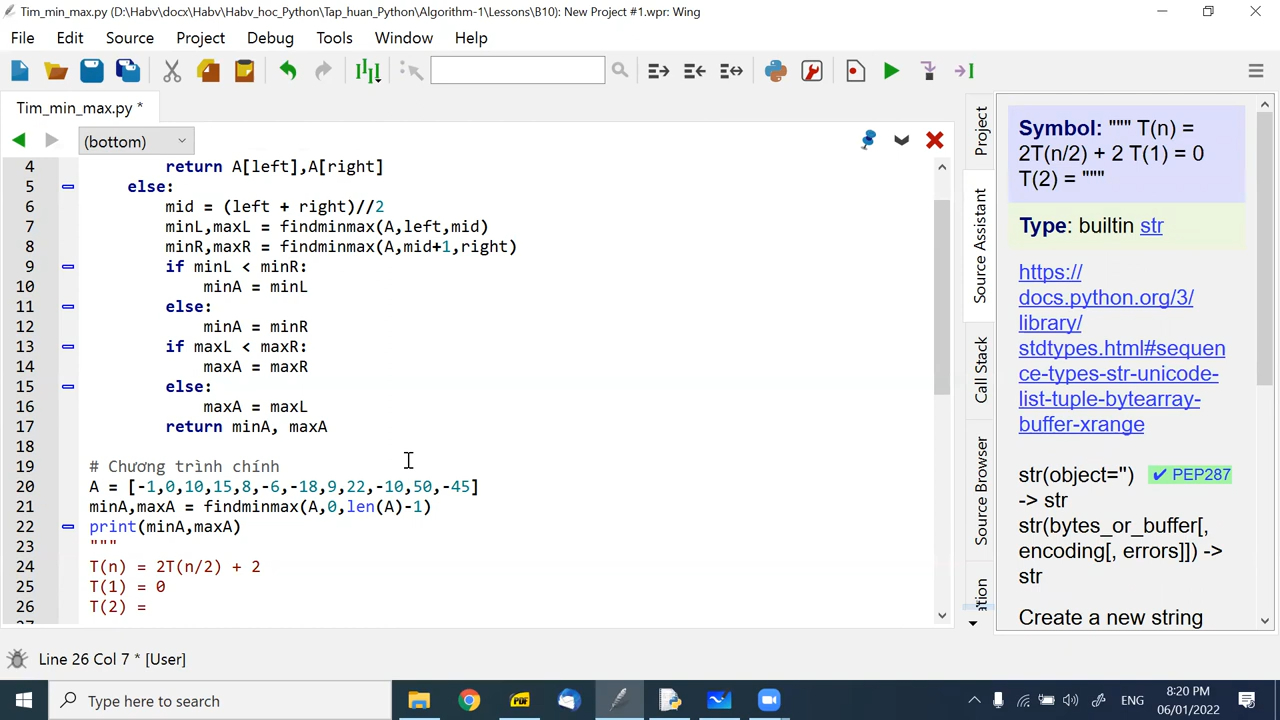 Tim_min_max.py (D:\Habv\docx\Habv\Habv_hoc_Python\Tap_huan_Python\Algorithm-1\Lessons\B10): New Project #1.wpr: Wing
File Edit Source Project Debug Tools Window Help
Tim_min_max.py *
(bottom)
4 return A[left],A[right]
5 else:
6 mid = (left + right)//2
7 minL,maxL = findminmax(A,left,mid)
8 minR,maxR = findminmax(A,mid+1,right)
9 if minL < minR:
10 minA = minL
11 else:
12 minA = minR
13 if maxL < maxR:
14 maxA = maxR
15 else:
16 maxA = maxL
17 return minA, maxA
18
19 # Chương trình chính
20 A = [-1,0,10,15,8,-6,-18,9,22,-10,50,-45]
21 minA,maxA = findminmax(A,0,len(A)-1)
22 print(minA,maxA)
23 """
24 T(n) = 2T(n/2) + 2
25 T(1) = 0
26 T(2) =
Project
Source Assistant
Call Stack
Source Browser
Symbol: """ T(n) =
2T(n/2) + 2 T(1) = 0
T(2) = """
Type: builtin str
https://
docs.python.org/3/
library/
stdtypes.html#sequen
ce-types-str-unicode-
list-tuple-bytearray-
buffer-xrange
str(object='') ✔ PEP287
-> str
str(bytes_or_buffer[,
encoding[, errors]]) ->
str
Create a new string
Line 26 Col 7 * [User]
Type here to search
PDF
ENG
8:20 PM
06/01/2022